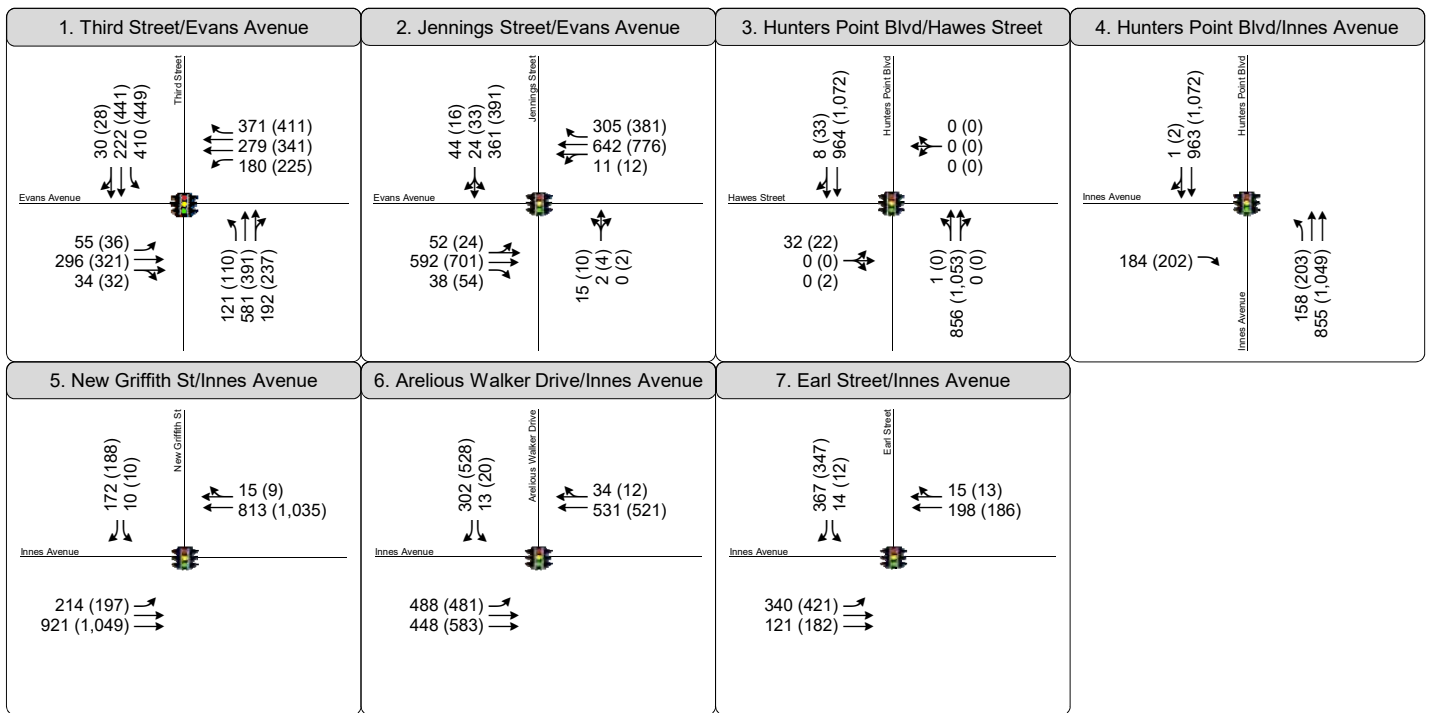 1. Third Street/Evans Avenue
30 (28)
222 (441)
410 (449)
Third Street
371 (411)
279 (341)
180 (225)
Evans Avenue
55 (36)
296 (321)
34 (32)
121 (110)
581 (391)
192 (237)
2. Jennings Street/Evans Avenue
44 (16)
24 (33)
361 (391)
Jennings Street
305 (381)
642 (776)
11 (12)
Evans Avenue
52 (24)
592 (701)
38 (54)
15 (10)
2 (4)
0 (2)
3. Hunters Point Blvd/Hawes Street
8 (33)
964 (1,072)
Hunters Point Blvd
0 (0)
0 (0)
0 (0)
Hawes Street
32 (22)
0 (0)
0 (2)
1 (0)
856 (1,053)
0 (0)
4. Hunters Point Blvd/Innes Avenue
1 (2)
963 (1,072)
Hunters Point Blvd
Innes Avenue
184 (202)
Innes Avenue
158 (203)
855 (1,049)
5. New Griffith St/Innes Avenue
172 (188)
10 (10)
New Griffith St
15 (9)
813 (1,035)
Innes Avenue
214 (197)
921 (1,049)
6. Arelious Walker Drive/Innes Avenue
302 (528)
13 (20)
Arelious Walker Drive
34 (12)
531 (521)
Innes Avenue
488 (481)
448 (583)
7. Earl Street/Innes Avenue
367 (347)
14 (12)
Earl Street
15 (13)
198 (186)
Innes Avenue
340 (421)
121 (182)